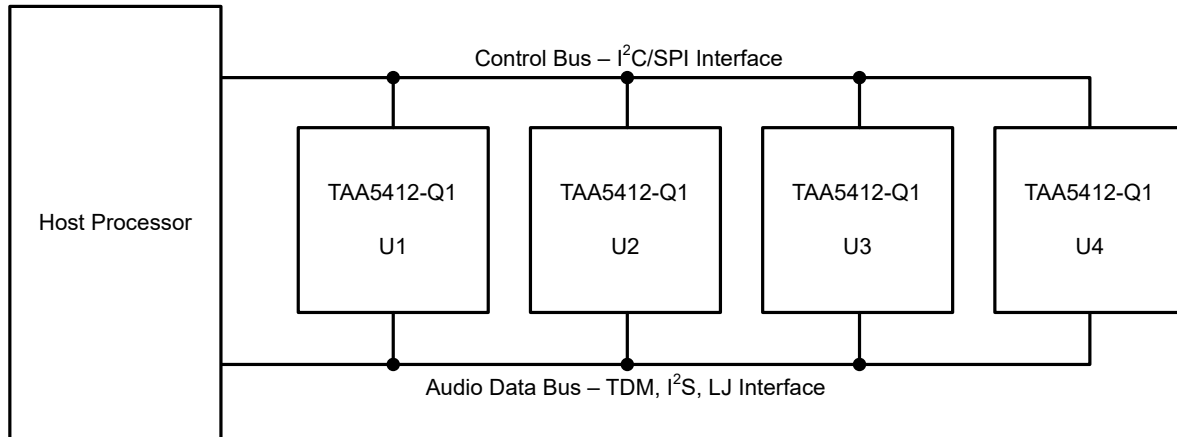 Control Bus – I²C/SPI Interface
Host Processor
TAA5412-Q1
U1
TAA5412-Q1
U2
TAA5412-Q1
U3
TAA5412-Q1
U4
Audio Data Bus – TDM, I²S, LJ Interface